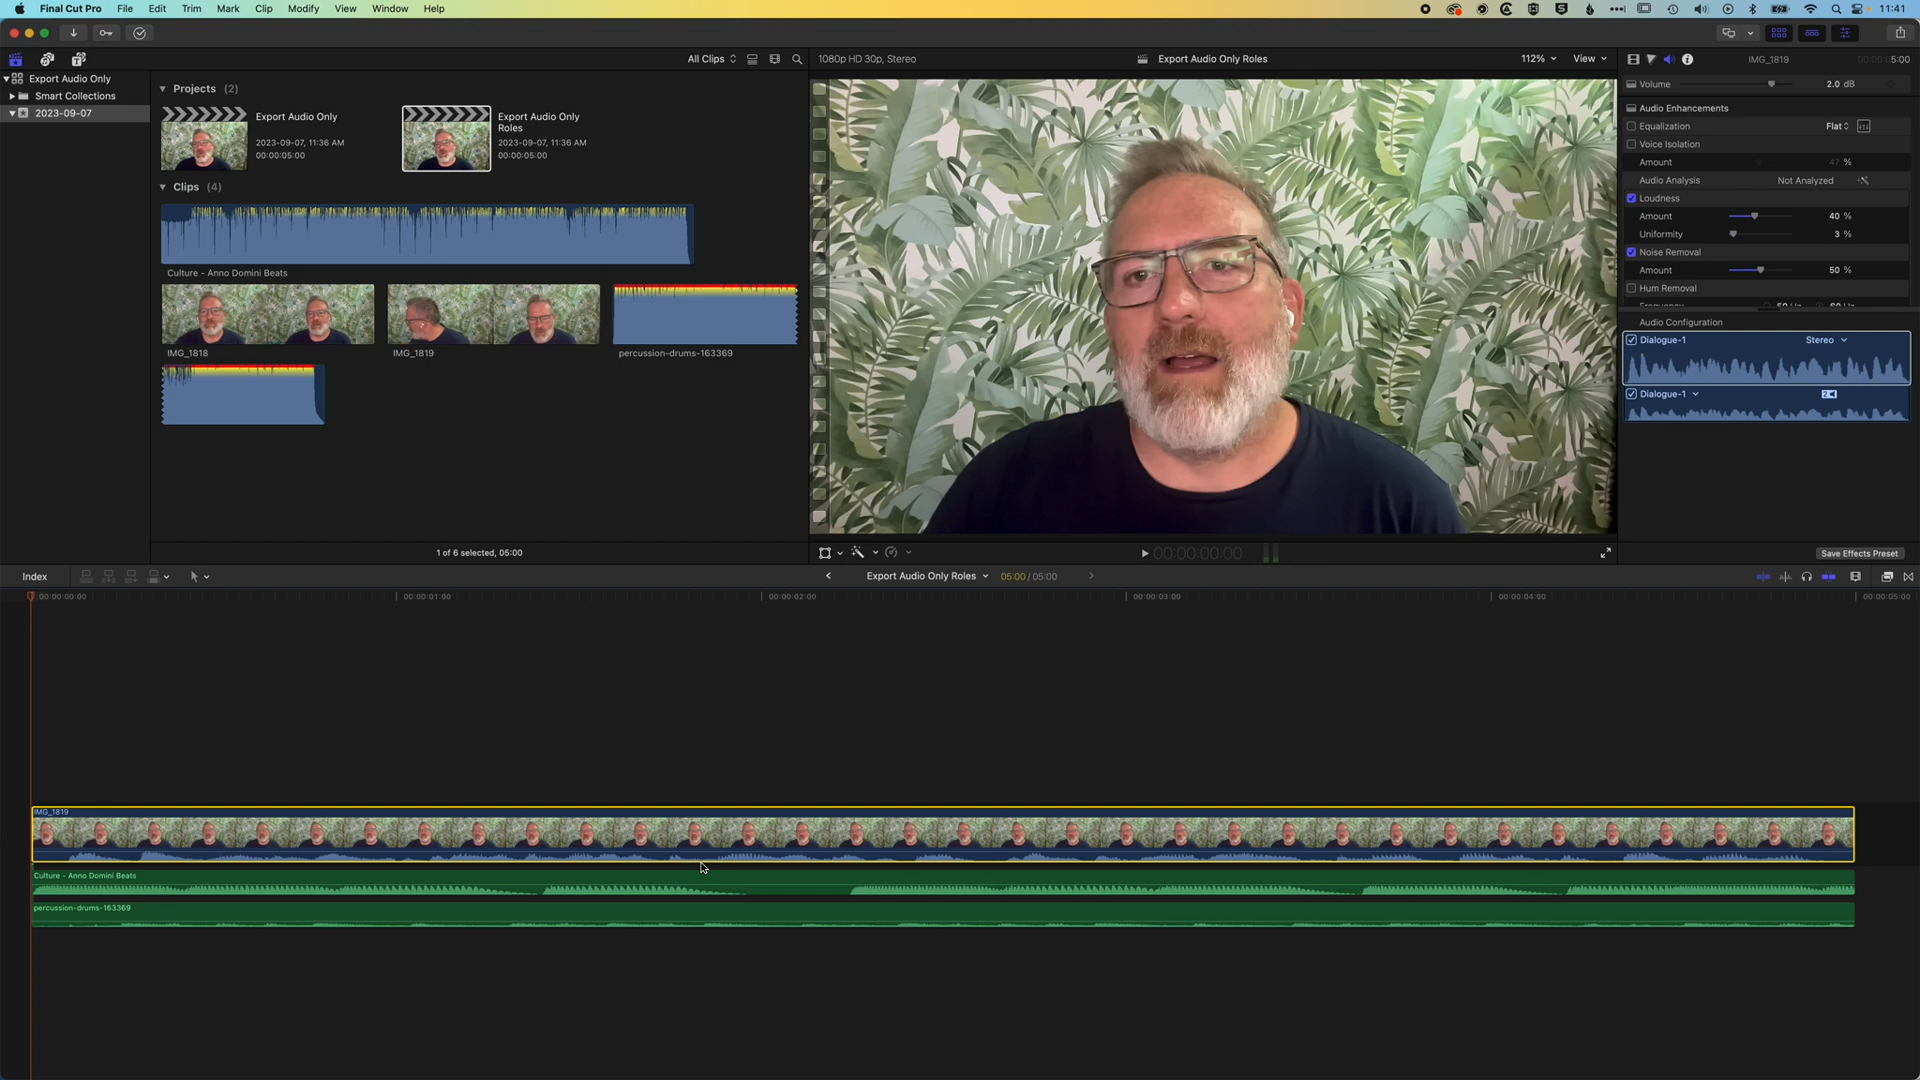 Final Cut Pro File Edit Trim Mark Clip Modify View Window Help 11:41
All Clips
1080p HD 30p, Stereo
Export Audio Only Roles
112%
View
IMG_1819
5:00
Export Audio Only
Smart Collections
2023-09-07
Projects (2)
Export Audio Only
2023-09-07, 11:36 AM
00:00:05:00
Export Audio Only
Roles
2023-09-07, 11:36 AM
00:00:05:00
Clips (4)
Culture - Anno Domini Beats
IMG_1818
IMG_1819
percussion-drums-163369
1 of 6 selected, 05:00
00:00:00:00
Volume 2.0 dB
Audio Enhancements
Equalization Flat
Voice Isolation
Amount 47 %
Audio Analysis Not Analyzed
Loudness
Amount 40 %
Uniformity 3 %
Noise Removal
Amount 50 %
Hum Removal
Audio Configuration
Dialogue-1 Stereo
Dialogue-1
Save Effects Preset
Index
Export Audio Only Roles
05:00 / 05:00
00:00:00:00 00:00:01:00 00:00:02:00 00:00:03:00 00:00:04:00 00:00:05:00
IMG_1819
Culture - Anno Domini Beats
percussion-drums-163369